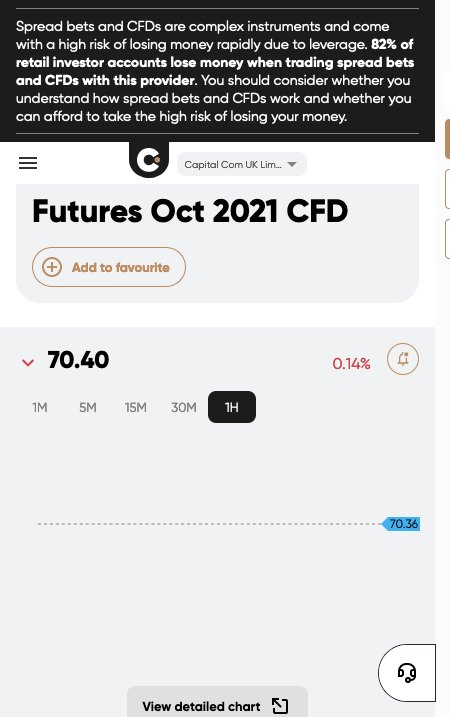 Spread bets and CFDs are complex instruments and come
with a high risk of losing money rapidly due to leverage. 82% of
retail investor accounts lose money when trading spread bets
and CFDs with this provider. You should consider whether you
understand how spread bets and CFDs work and whether you
can afford to take the high risk of losing your money.
Capital Com UK Lim...
Futures Oct 2021 CFD
Add to favourite
70.40
0.14%
1M 5M 15M 30M 1H
70.36
View detailed chart